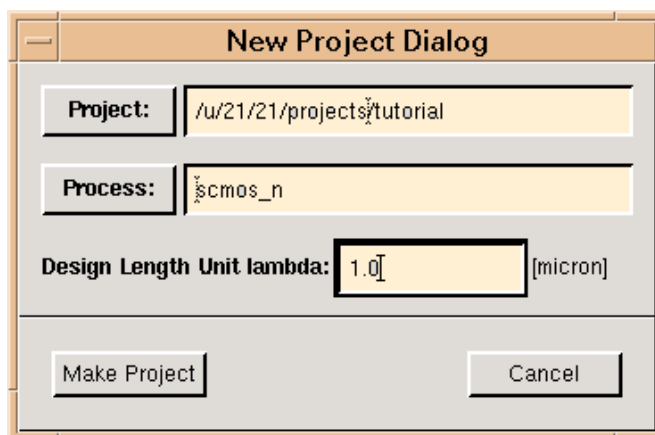 New Project Dialog
Project: /u/21/21/projects/tutorial
Process: scmos_n
Design Length Unit lambda: 1.0 [micron]
Make Project Cancel